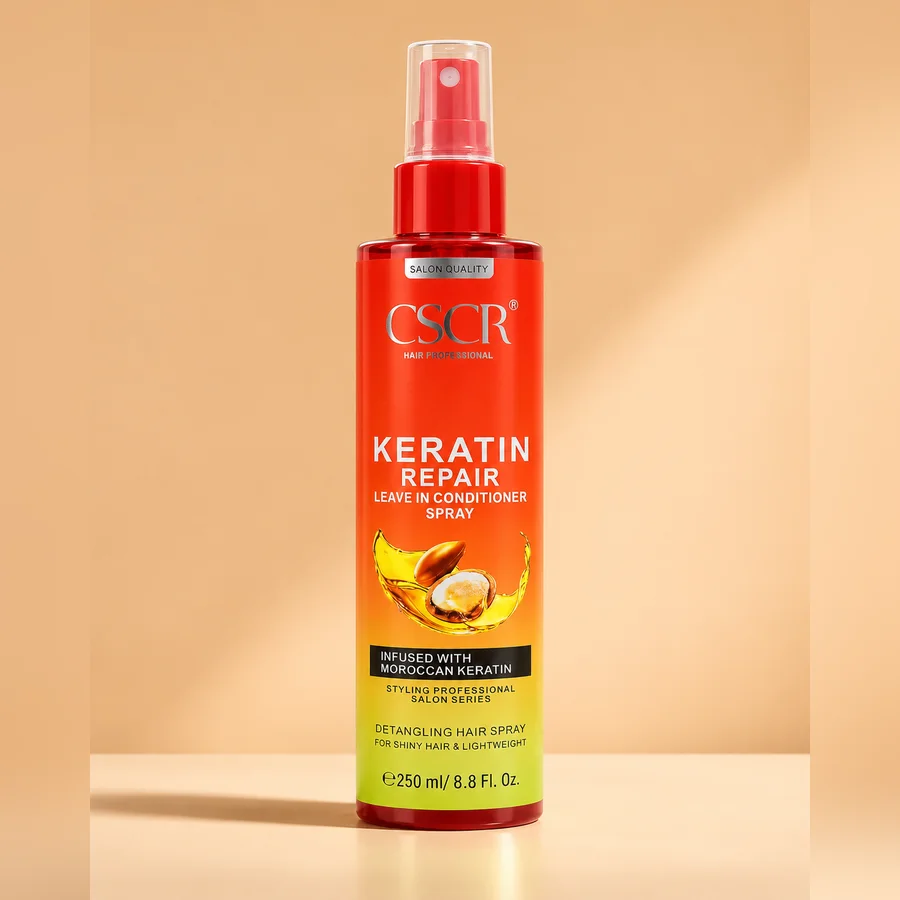 SALON QUALITY
CSCR®
HAIR PROFESSIONAL
KERATIN
REPAIR
LEAVE IN CONDITIONER
SPRAY
INFUSED WITH
MOROCCAN KERATIN
STYLING PROFESSIONAL
SALON SERIES
DETANGLING HAIR SPRAY
FOR SHINY HAIR & LIGHTWEIGHT
℮250 ml/ 8.8 Fl. Oz.